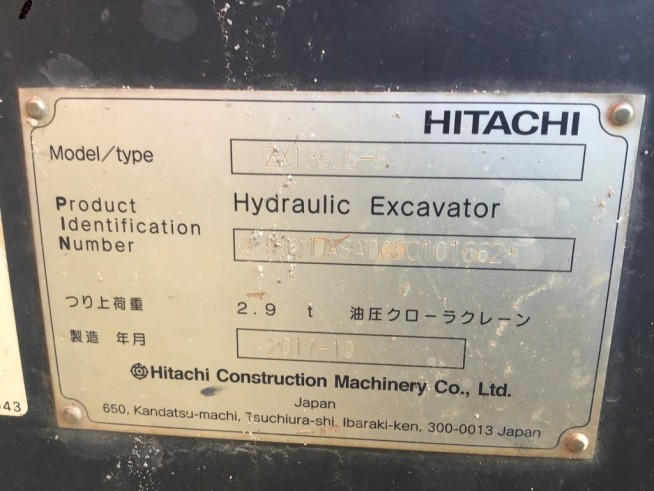 HITACHI
Model/type ZX135US-6
Product Hydraulic Excavator
Identification
Number
つり上荷重 2.9 t 油圧クローラクレーン
製造 年月 2017-10
Hitachi Construction Machinery Co., Ltd.
Japan
650, Kandatsu-machi, Tsuchiura-shi, Ibaraki-ken, 300-0013 Japan
43